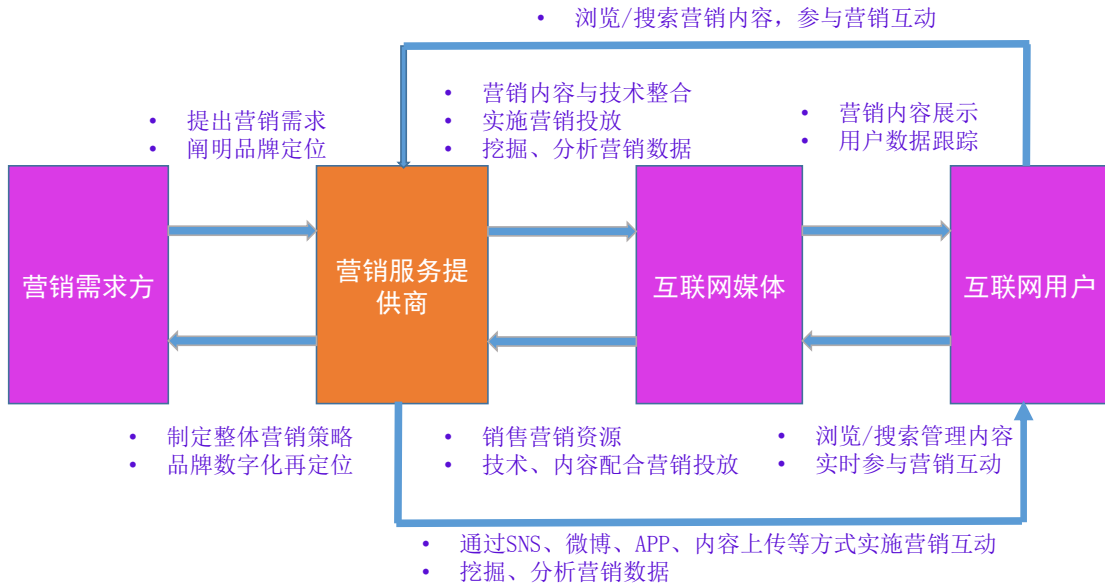 • 浏览/搜索营销内容，参与营销互动
• 提出营销需求
• 阐明品牌定位
• 营销内容与技术整合
• 实施营销投放
• 挖掘、分析营销数据
• 营销内容展示
• 用户数据跟踪
营销需求方
营销服务提
供商
互联网媒体
互联网用户
• 制定整体营销策略
• 品牌数字化再定位
• 销售营销资源
• 技术、内容配合营销投放
• 浏览/搜索管理内容
• 实时参与营销互动
• 通过SNS、微博、APP、内容上传等方式实施营销互动
• 挖掘、分析营销数据